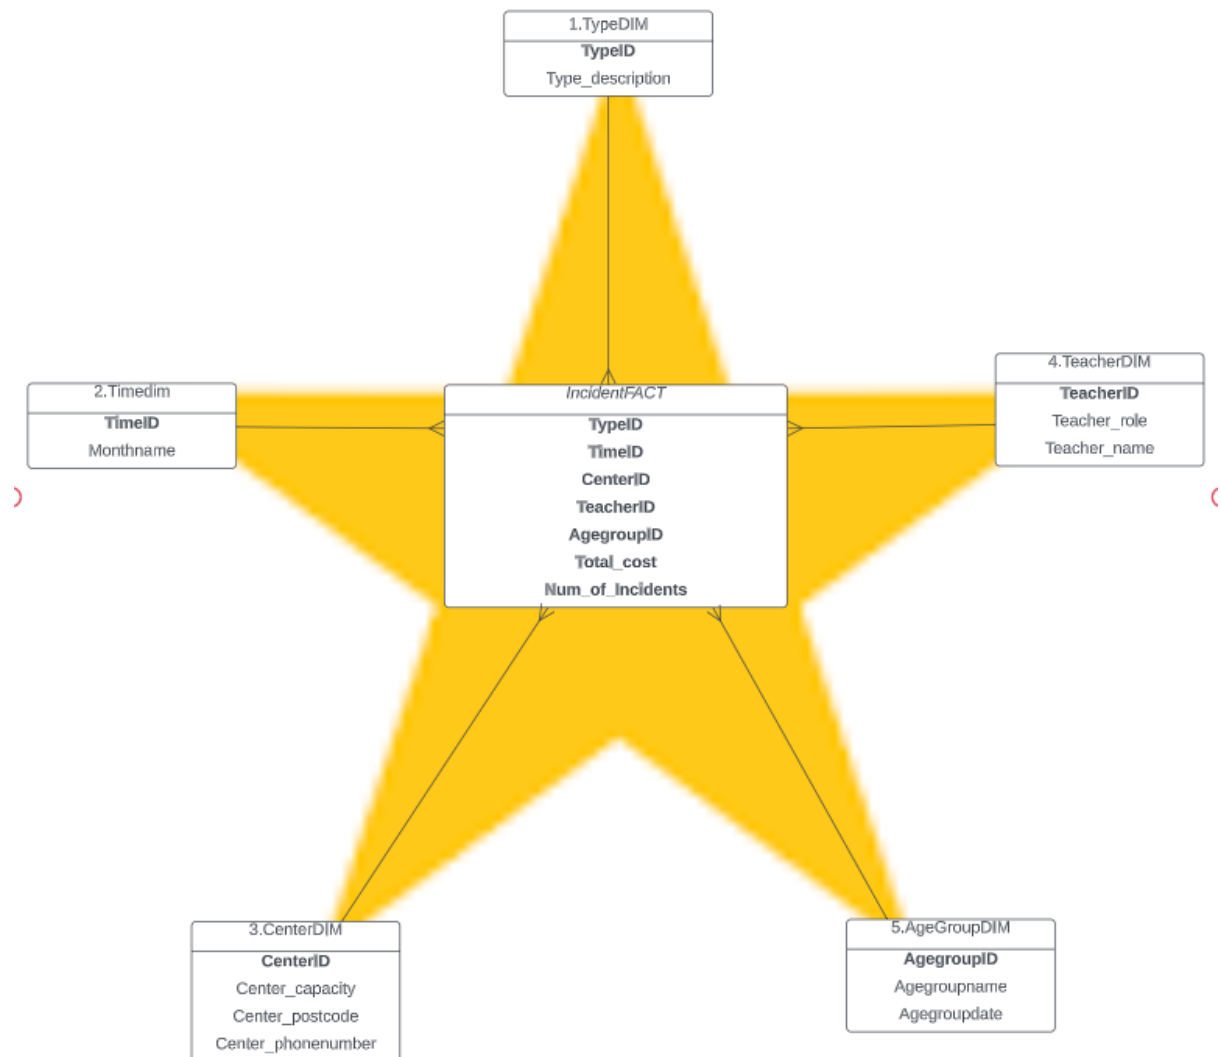 1.TypeDIM
TypeID
Type_description
2.Timedim
TimeID
Monthname
IncidentFACT
TypeID
TimeID
CenterID
TeacherID
AgegroupID
Total_cost
Num_of_Incidents
4.TeacherDIM
TeacherID
Teacher_role
Teacher_name
3.CenterDIM
CenterID
Center_capacity
Center_postcode
Center_phonenumber
5.AgeGroupDIM
AgegroupID
Agegroupname
Agegroupdate